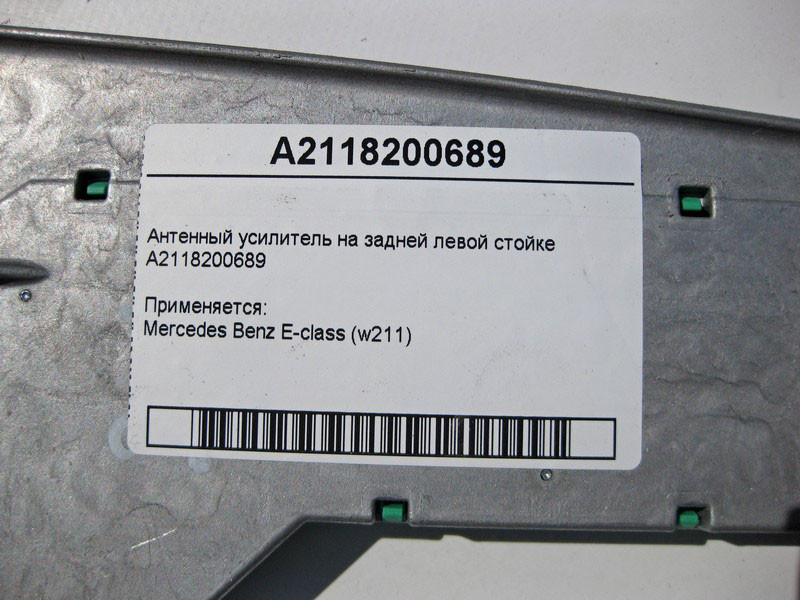 A2118200689
Антенный усилитель на задней левой стойке
A2118200689
Применяется:
Mercedes Benz E-class (w211)